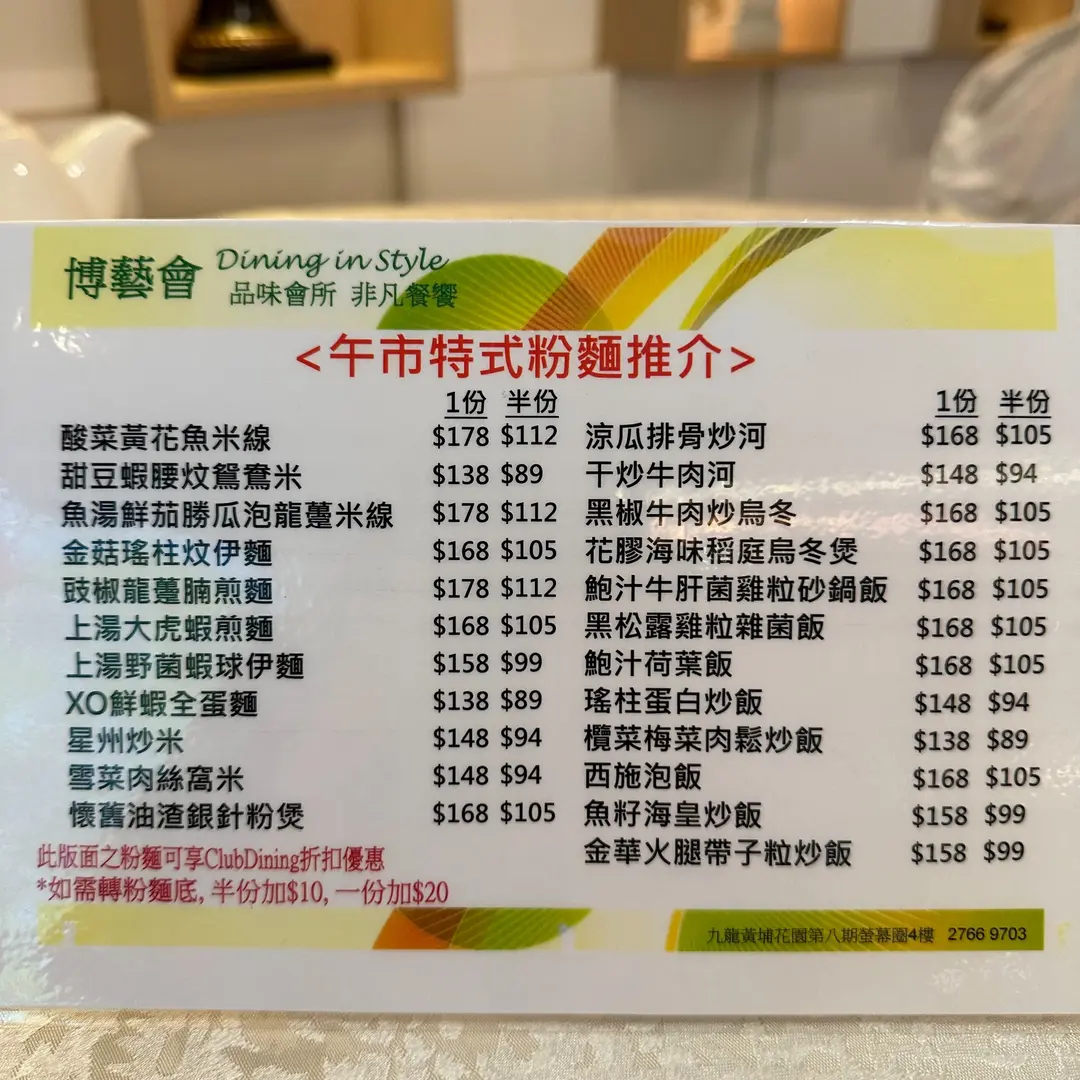 博藝會 Dining in Style
品味會所 非凡餐饗
<午市特式粉麵推介>
1份 半份
酸菜黃花魚米線 $178 $112
甜豆蝦腰炆鴛鴦米 $138 $89
魚湯鮮茄勝瓜泡龍躉米線 $178 $112
金菇瑤柱炆伊麵 $168 $105
豉椒龍躉腩煎麵 $178 $112
上湯大虎蝦煎麵 $168 $105
上湯野菌蝦球伊麵 $158 $99
XO鮮蝦全蛋麵 $138 $89
星州炒米 $148 $94
雪菜肉絲窩米 $148 $94
懷舊油渣銀針粉煲 $168 $105
1份 半份
涼瓜排骨炒河 $168 $105
干炒牛肉河 $148 $94
黑椒牛肉炒烏冬 $168 $105
花膠海味稻庭烏冬煲 $168 $105
鮑汁牛肝菌雞粒砂鍋飯 $168 $105
黑松露雞粒雜菌飯 $168 $105
鮑汁荷葉飯 $168 $105
瑤柱蛋白炒飯 $148 $94
欖菜梅菜肉鬆炒飯 $138 $89
西施泡飯 $168 $105
魚籽海皇炒飯 $158 $99
金華火腿帶子粒炒飯 $158 $99
此版面之粉麵可享ClubDining折扣優惠
*如需轉粉麵底, 半份加$10, 一份加$20
九龍黃埔花園第八期螢幕圈4樓 2766 9703